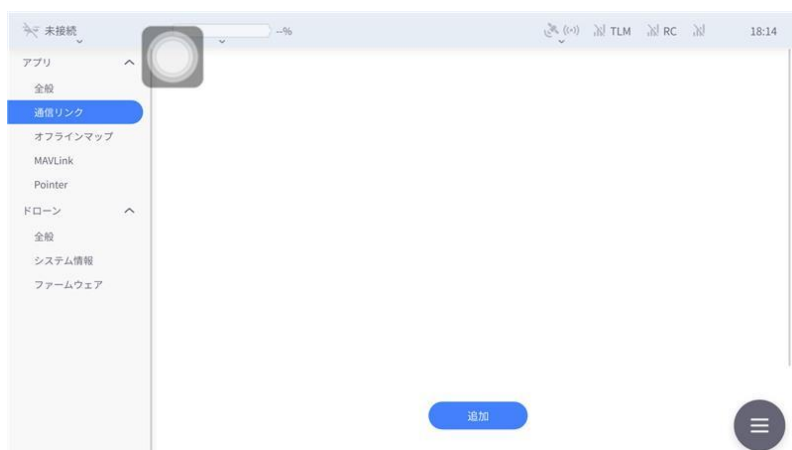 未接続
--%
TLM
RC
18:14
アプリ
全般
通信リンク
オフラインマップ
MAVLink
Pointer
ドローン
全般
システム情報
ファームウェア
追加